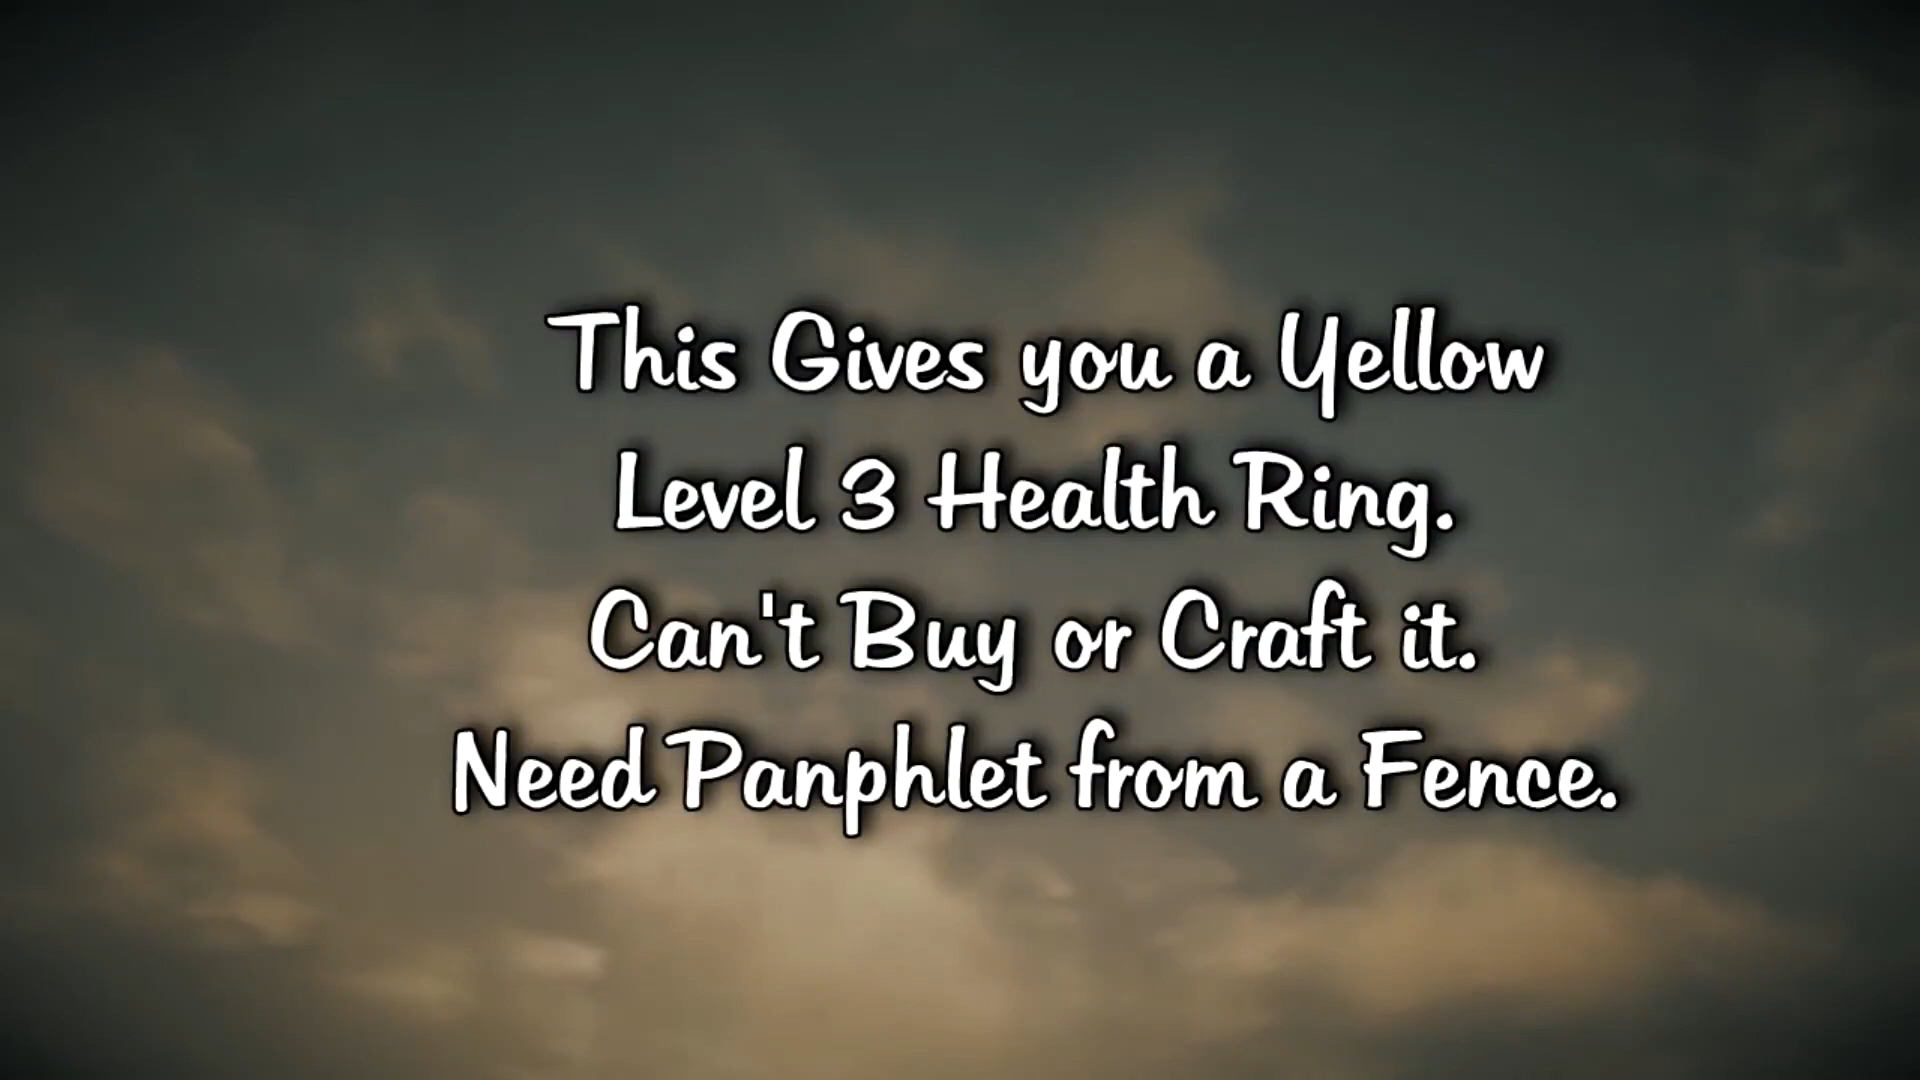 This Gives you a Yellow
Level 3 Health Ring.
Can't Buy or Craft it.
Need Panphlet from a Fence.